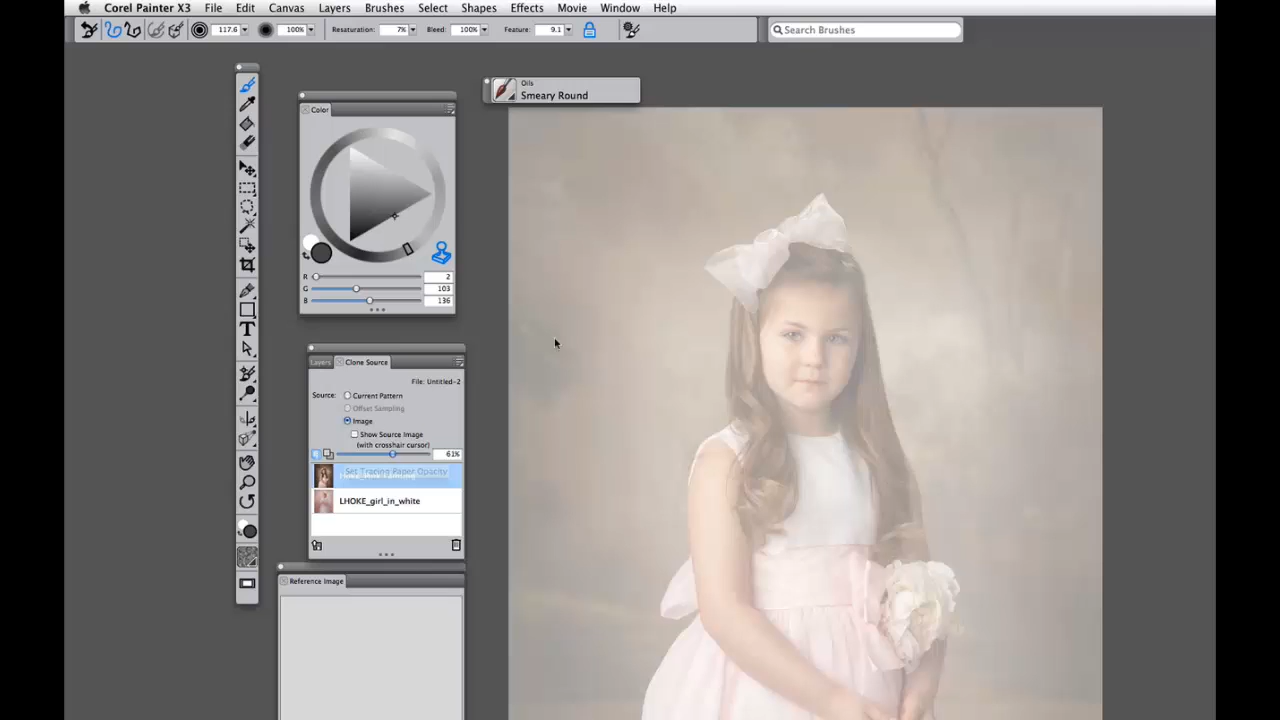 Corel Painter X3 File Edit Canvas Layers Brushes Select Shapes Effects Movie Window Help
117.6 100% Resaturation: 7% Bleed: 100% Feature: 9.1 Search Brushes
Oils
Smeary Round
Color
R 2
G 103
B 136
Layers Clone Source
File: Untitled-2
Source: Current Pattern
Offset Sampling
Image
Show Source Image
(with crosshair cursor)
61%
Set Tracing Paper Opacity
LHOKE_girl_in_white
T
Reference Image